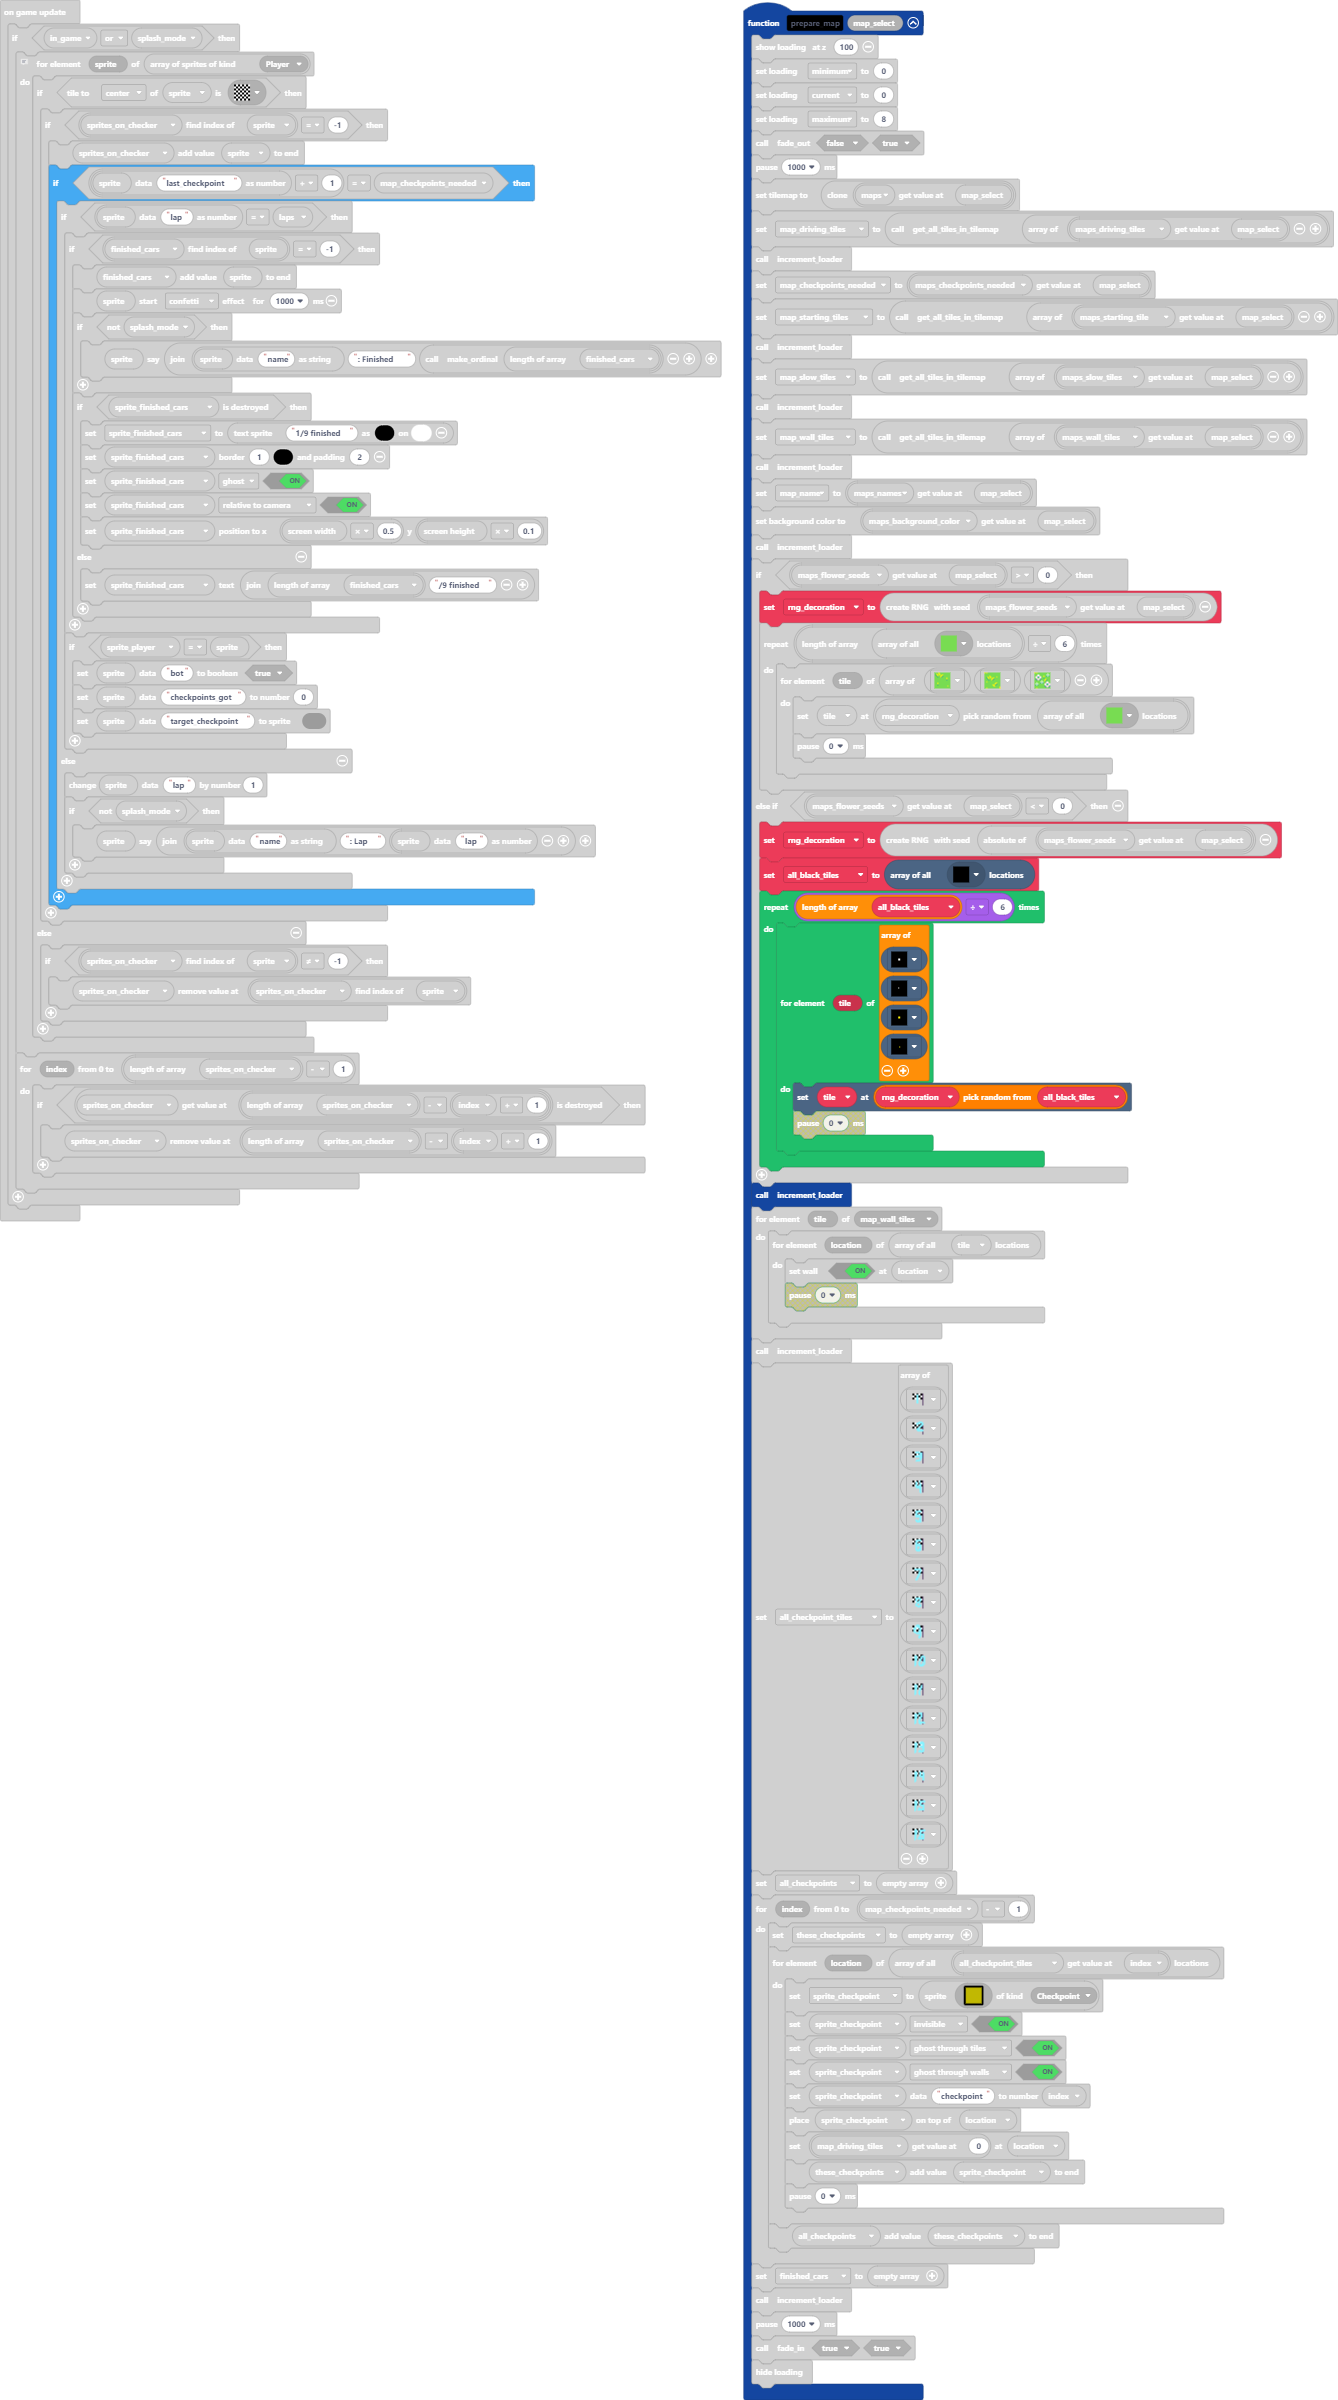 on game update
if in_game or splash_mode then
for element sprite of array of sprites of kind Player
do
if tile to center of sprite is then
if sprites_on_checker find index of sprite = -1 then
sprites_on_checker add value sprite to end
if sprite data "last checkpoint" as number + 1 = map_checkpoints_needed then
if sprite data "lap" as number = laps then
if finished_cars find index of sprite = -1 then
finished_cars add value sprite to end
sprite start confetti effect for 1000 ms
if not splash_mode then
sprite say join sprite data "name" as string ": Finished" call make_ordinal length of array finished_cars
if sprite_finished_cars is destroyed then
set sprite_finished_cars to text sprite "1/9 finished" as on
set sprite_finished_cars border 1 and padding 2
set sprite_finished_cars ghost ON
set sprite_finished_cars relative to camera ON
set sprite_finished_cars position to x screen width × 0.5 y screen height × 0.1
else
set sprite_finished_cars text join length of array finished_cars "/9 finished"
if sprite_player = sprite then
set sprite data "bot" to boolean true
set sprite data "checkpoints got" to number 0
set sprite data "target checkpoint" to sprite
else
change sprite data "lap" by number 1
if not splash_mode then
sprite say join sprite data "name" as string ": Lap" sprite data "lap" as number
else
if sprites_on_checker find index of sprite ≠ -1 then
sprites_on_checker remove value at sprites_on_checker find index of sprite
for index from 0 to length of array sprites_on_checker - 1
do
if sprites_on_checker get value at length of array sprites_on_checker - index + 1 is destroyed then
sprites_on_checker remove value at length of array sprites_on_checker - index + 1
function prepare_map map_select
show loading at z 100
set loading minimum to 0
set loading current to 0
set loading maximum to 8
call fade_out false true
pause 1000 ms
set tilemap to clone maps get value at map_select
set map_driving_tiles to call get_all_tiles_in_tilemap array of maps_driving_tiles get value at map_select
call increment_loader
set map_checkpoints_needed to maps_checkpoints_needed get value at map_select
set map_starting_tiles to call get_all_tiles_in_tilemap array of maps_starting_tile get value at map_select
call increment_loader
set map_slow_tiles to call get_all_tiles_in_tilemap array of maps_slow_tiles get value at map_select
call increment_loader
set map_wall_tiles to call get_all_tiles_in_tilemap array of maps_wall_tiles get value at map_select
call increment_loader
set map_name to maps_names get value at map_select
set background color to maps_background_color get value at map_select
call increment_loader
if maps_flower_seeds get value at map_select > 0 then
set rng_decoration to create RNG with seed maps_flower_seeds get value at map_select
repeat length of array array of all locations ÷ 6 times
do
for element tile of array of
do
set tile at rng_decoration pick random from array of all locations
pause 0 ms
else if maps_flower_seeds get value at map_select < 0 then
set rng_decoration to create RNG with seed absolute of maps_flower_seeds get value at map_select
set all_black_tiles to array of all locations
repeat length of array all_black_tiles ÷ 6 times
do
array of
for element tile of
do
set tile at rng_decoration pick random from all_black_tiles
pause 0 ms
call increment_loader
for element tile of map_wall_tiles
do
for element location of array of all tile locations
do
set wall ON at location
pause 0 ms
call increment_loader
array of
set all_checkpoint_tiles to
set all_checkpoints to empty array
for index from 0 to map_checkpoints_needed - 1
do
set these_checkpoints to empty array
for element location of array of all all_checkpoint_tiles get value at index locations
do
set sprite_checkpoint to sprite of kind Checkpoint
set sprite_checkpoint invisible ON
set sprite_checkpoint ghost through tiles ON
set sprite_checkpoint ghost through walls ON
set sprite_checkpoint data "checkpoint" to number index
place sprite_checkpoint on top of location
set map_driving_tiles get value at 0 at location
these_checkpoints add value sprite_checkpoint to end
pause 0 ms
all_checkpoints add value these_checkpoints to end
set finished_cars to empty array
call increment_loader
pause 1000 ms
call fade_in true true
hide loading